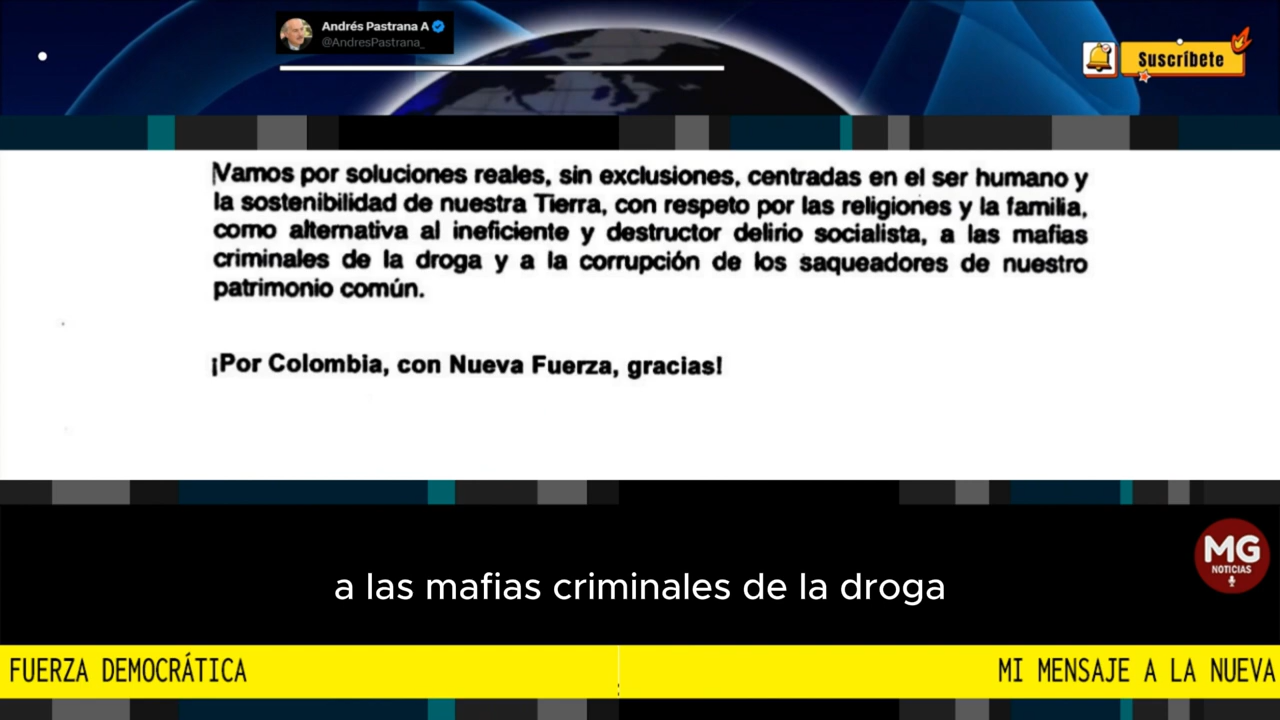 Andrés Pastrana A
@AndresPastrana_
Suscríbete
Vamos por soluciones reales, sin exclusiones, centradas en el ser humano y
la sostenibilidad de nuestra Tierra, con respeto por las religiones y la familia,
como alternativa al ineficiente y destructor delirio socialista, a las mafias
criminales de la droga y a la corrupción de los saqueadores de nuestro
patrimonio común.
¡Por Colombia, con Nueva Fuerza, gracias!
MG
NOTICIAS
a las mafias criminales de la droga
FUERZA DEMOCRÁTICA
MI MENSAJE A LA NUEVA